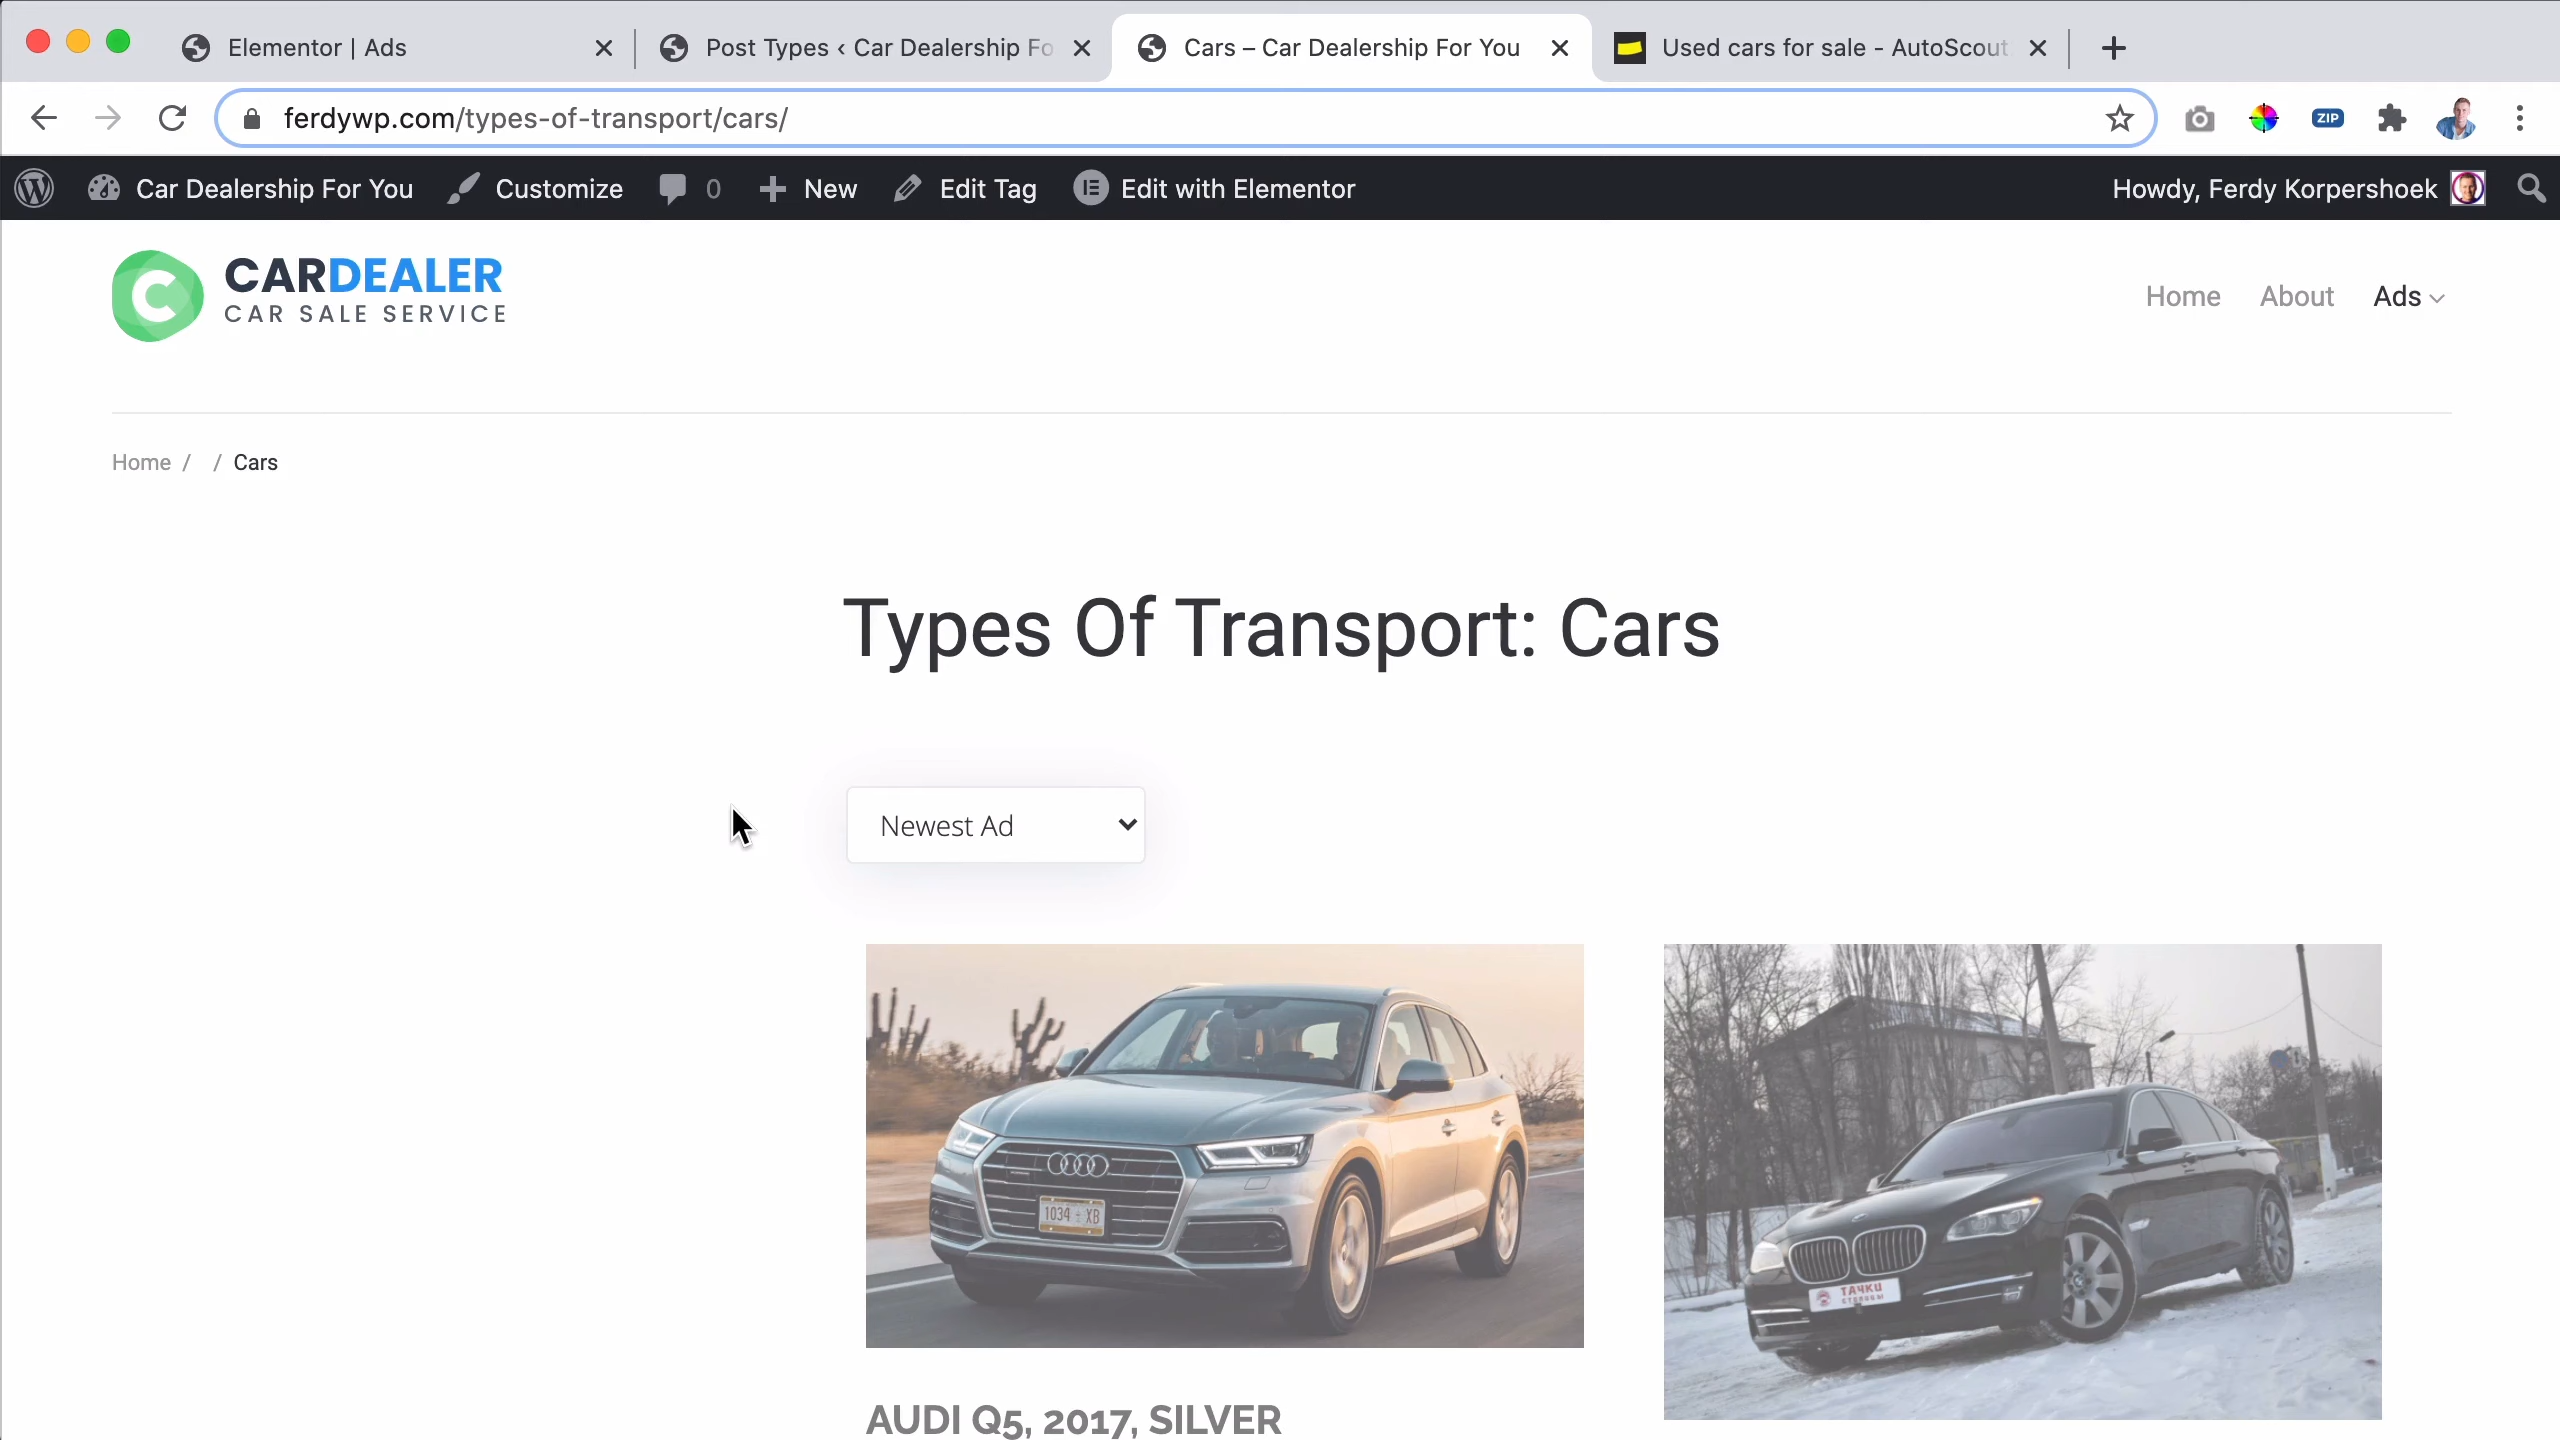 Elementor | Ads
Post Types ‹ Car Dealership Fo
Cars – Car Dealership For You
Used cars for sale - AutoScout
ferdywp.com/types-of-transport/cars/
ZIP
Car Dealership For You
Customize
0
New
Edit Tag
Edit with Elementor
Howdy, Ferdy Korpershoek
C
CARDEALER
CAR SALE SERVICE
Home
About
Ads
Home / / Cars
Types Of Transport: Cars
Newest Ad
1034 - XB
ТАЧКИ
СТОЛИЦЫ
AUDI Q5, 2017, SILVER